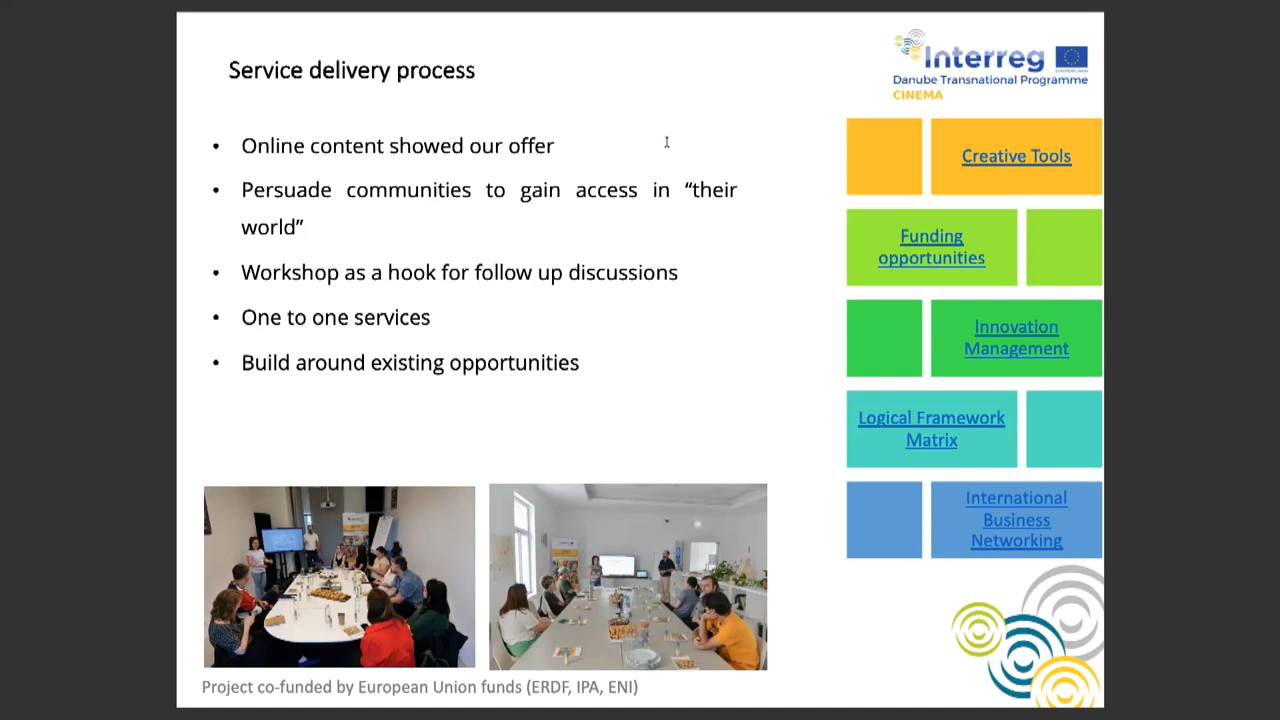 Service delivery process
Interreg
EUROPEAN UNION
Danube Transnational Programme
CINEMA
• Online content showed our offer
• Persuade communities to gain access in “their
world”
• Workshop as a hook for follow up discussions
• One to one services
• Build around existing opportunities
Creative Tools
Funding
opportunities
Innovation
Management
Logical Framework
Matrix
International
Business
Networking
Project co-funded by European Union funds (ERDF, IPA, ENI)